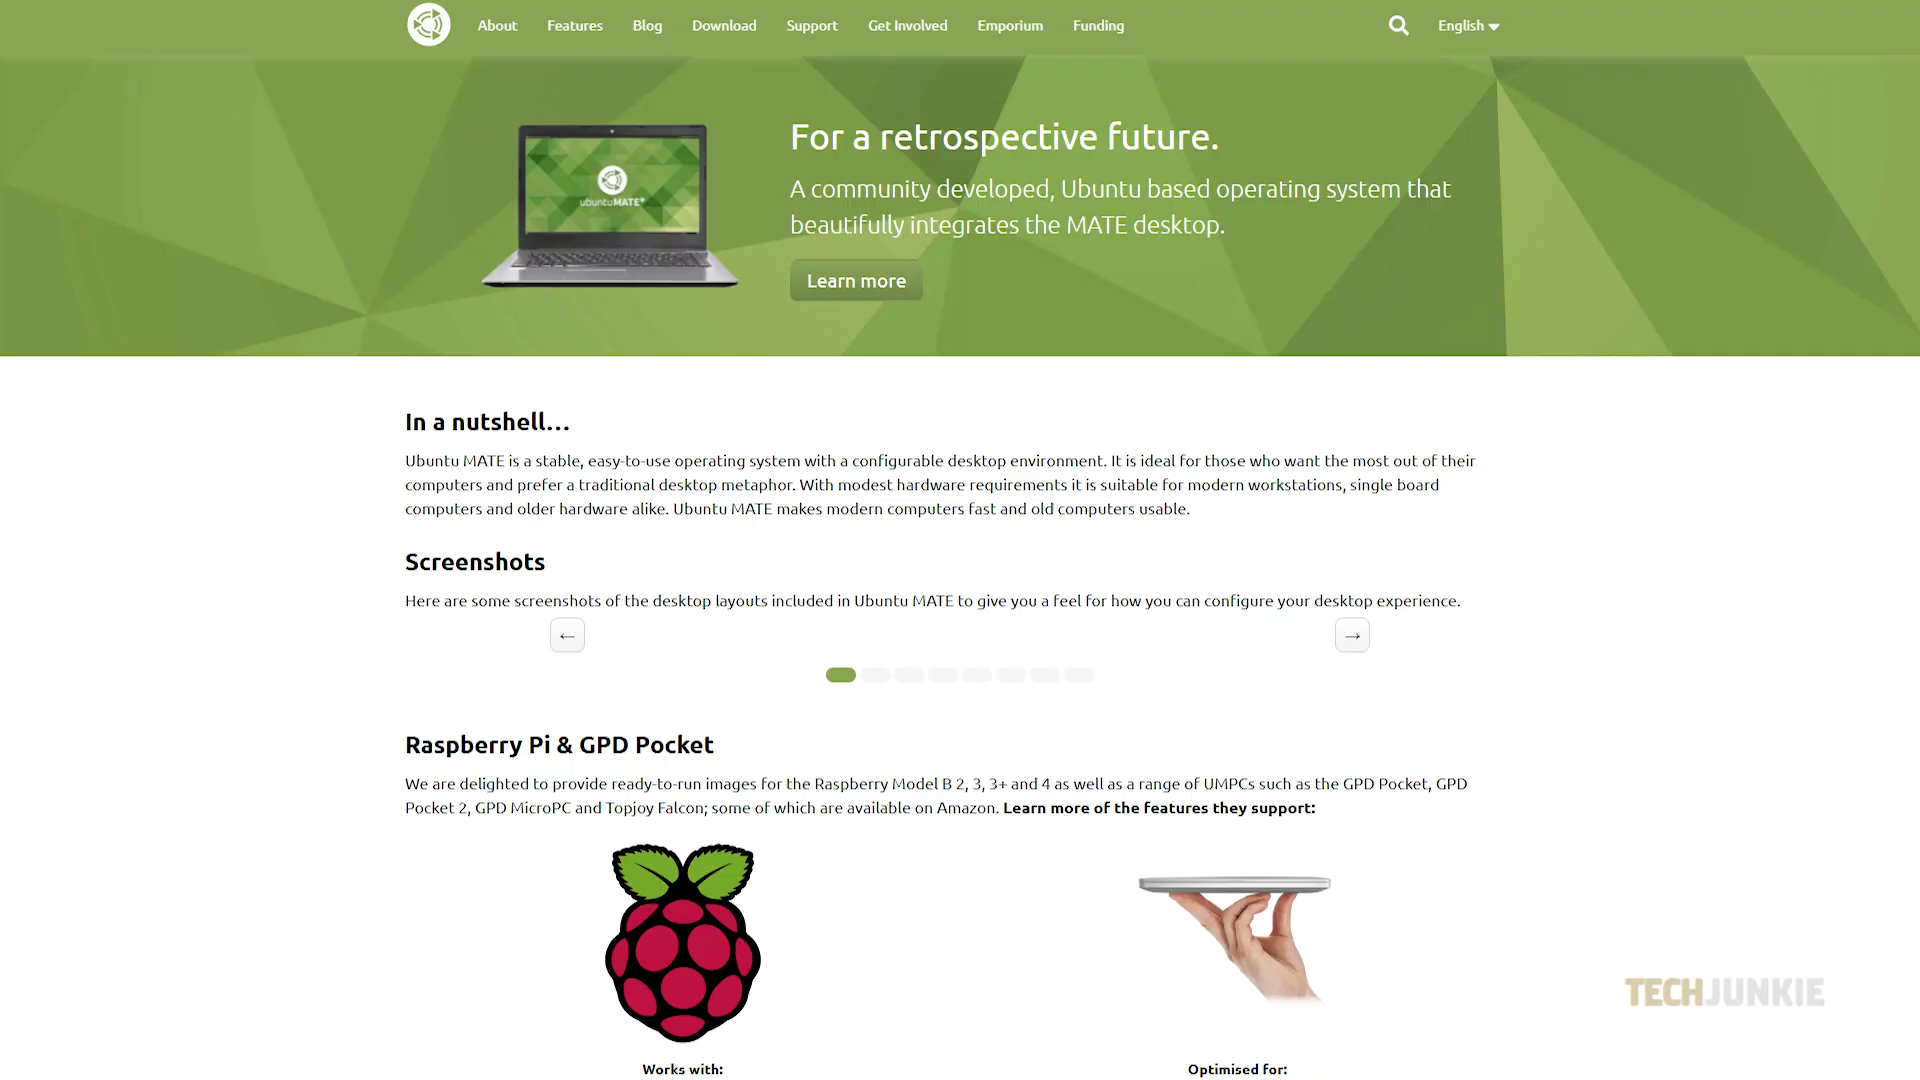 About Features Blog Download Support Get Involved Emporium Funding English
For a retrospective future.
A community developed, Ubuntu based operating system that
beautifully integrates the MATE desktop.
ubuntuMATE
Learn more
In a nutshell...
Ubuntu MATE is a stable, easy-to-use operating system with a configurable desktop environment. It is ideal for those who want the most out of their
computers and prefer a traditional desktop metaphor. With modest hardware requirements it is suitable for modern workstations, single board
computers and older hardware alike. Ubuntu MATE makes modern computers fast and old computers usable.
Screenshots
Here are some screenshots of the desktop layouts included in Ubuntu MATE to give you a feel for how you can configure your desktop experience.
← →
Raspberry Pi & GPD Pocket
We are delighted to provide ready-to-run images for the Raspberry Model B 2, 3, 3+ and 4 as well as a range of UMPCs such as the GPD Pocket, GPD
Pocket 2, GPD MicroPC and Topjoy Falcon; some of which are available on Amazon. Learn more of the features they support:
TECHJUNKIE
Works with: Optimised for: